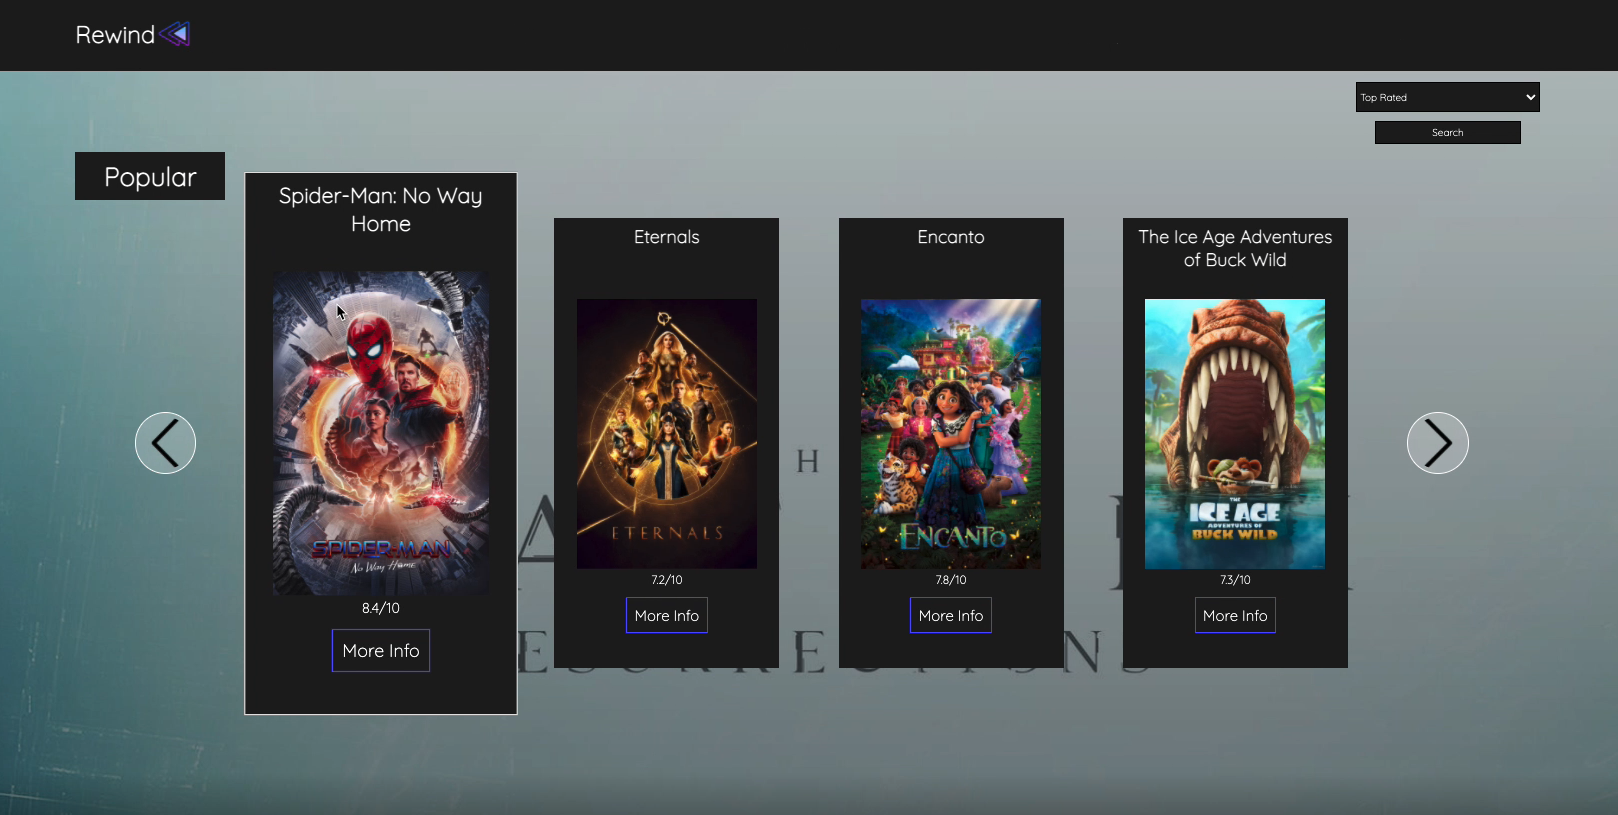 Rewind
Top Rated
Search
Popular
Spider-Man: No Way
Home
SPIDER-MAN
No Way Home
8.4/10
More Info
Eternals
ETERNALS
7.2/10
More Info
Encanto
ENCANTO
7.8/10
More Info
The Ice Age Adventures
of Buck Wild
THE
ICE AGE
ADVENTURES OF
BUCK WILD
7.3/10
More Info
H